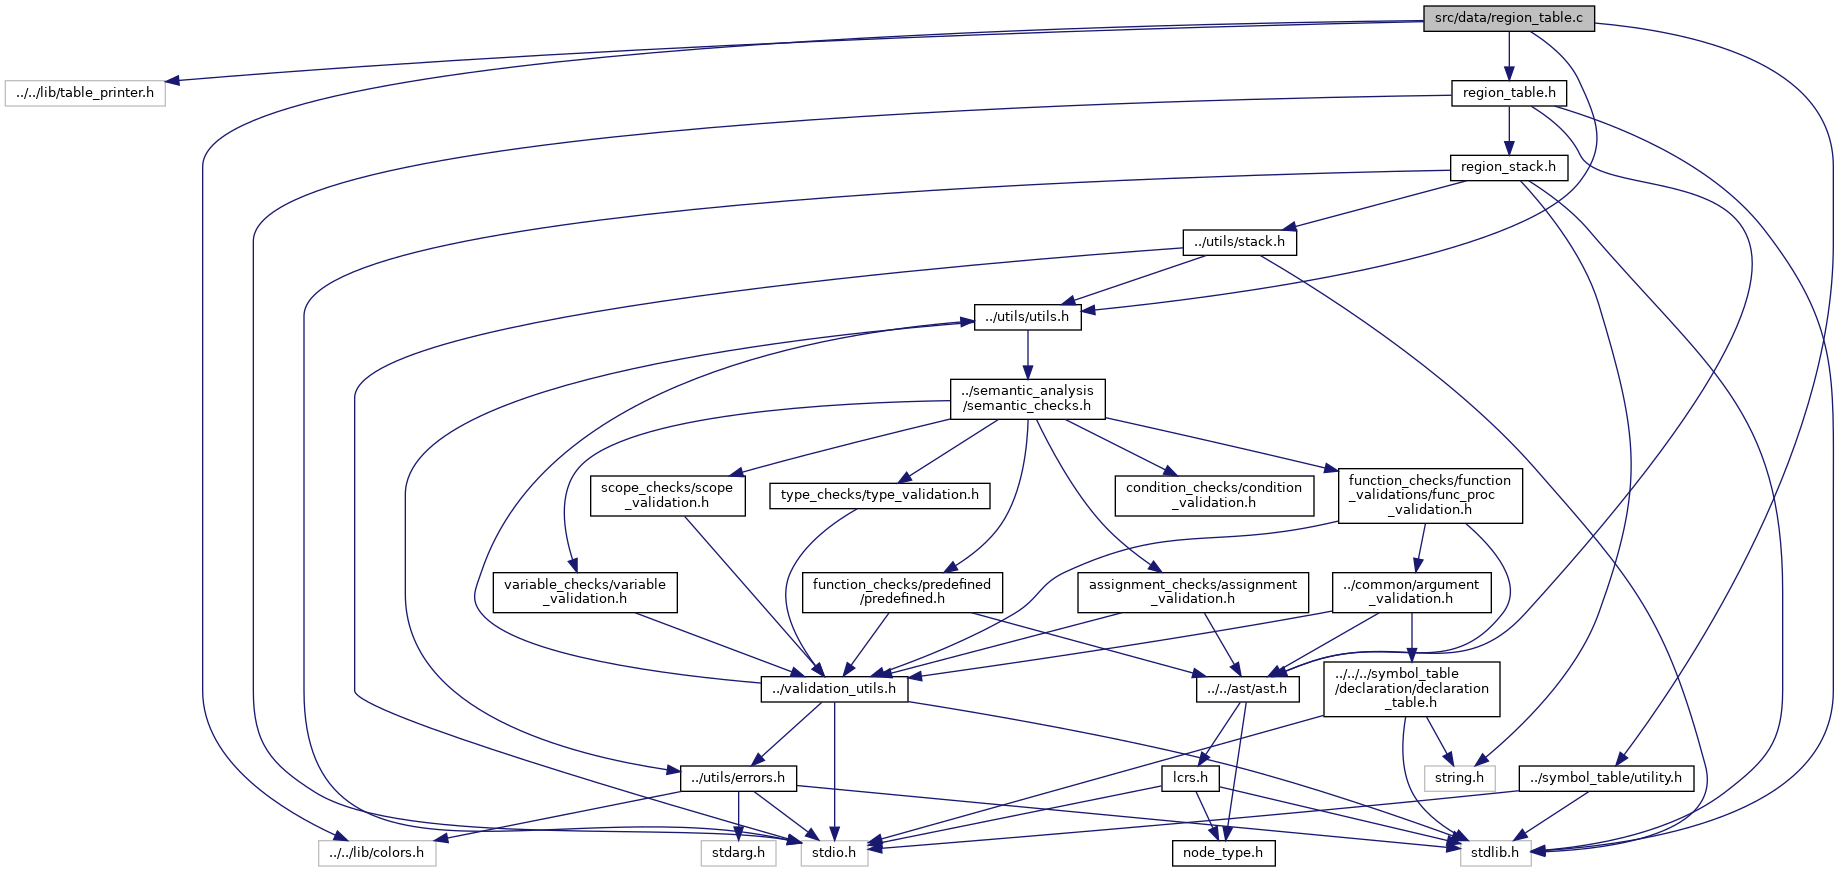 src/data/region_table.c
../../lib/table_printer.h
region_table.h
region_stack.h
../utils/stack.h
../utils/utils.h
../semantic_analysis
/semantic_checks.h
scope_checks/scope
_validation.h
type_checks/type_validation.h
condition_checks/condition
_validation.h
function_checks/function
_validations/func_proc
_validation.h
variable_checks/variable
_validation.h
function_checks/predefined
/predefined.h
assignment_checks/assignment
_validation.h
../common/argument
_validation.h
../validation_utils.h
../../ast/ast.h
../../../symbol_table
/declaration/declaration
_table.h
../utils/errors.h
lcrs.h
string.h
../symbol_table/utility.h
../../lib/colors.h
stdarg.h
stdio.h
node_type.h
stdlib.h